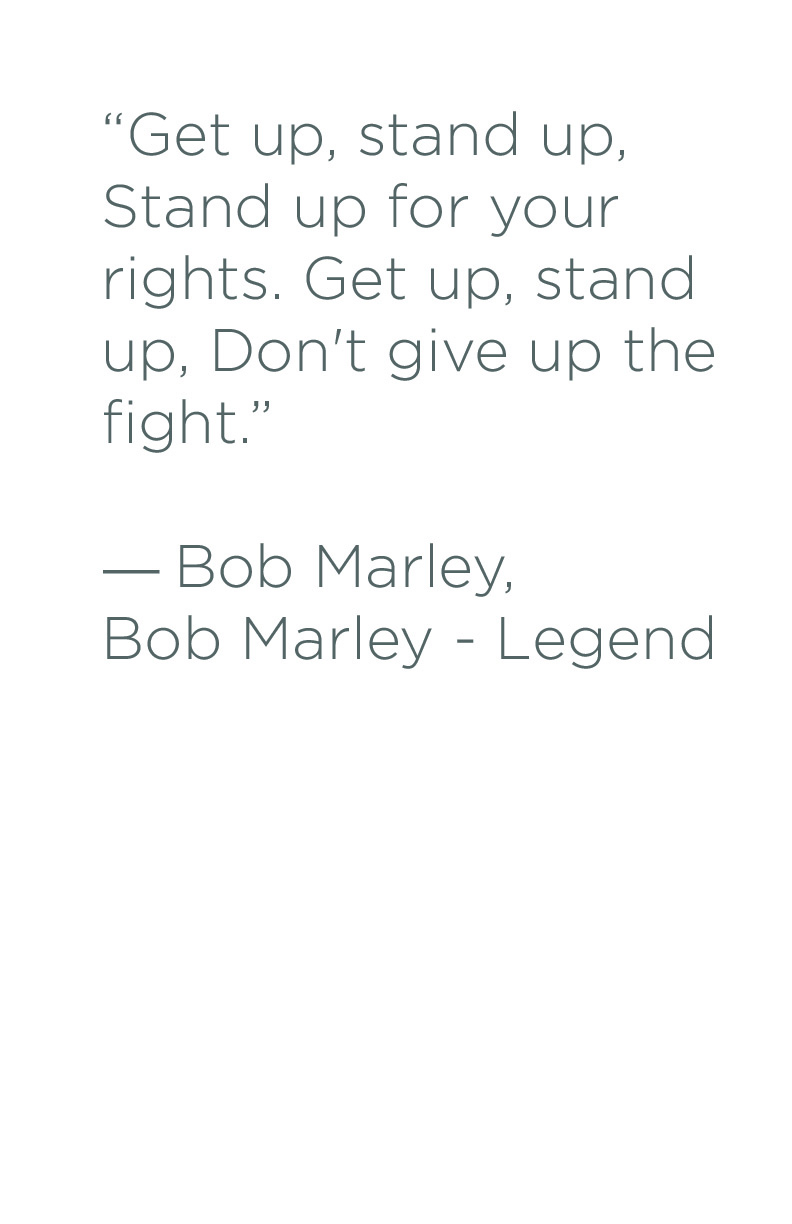 “Get up, stand up,
Stand up for your
rights. Get up, stand
up, Don't give up the
fight.”
— Bob Marley,
Bob Marley - Legend